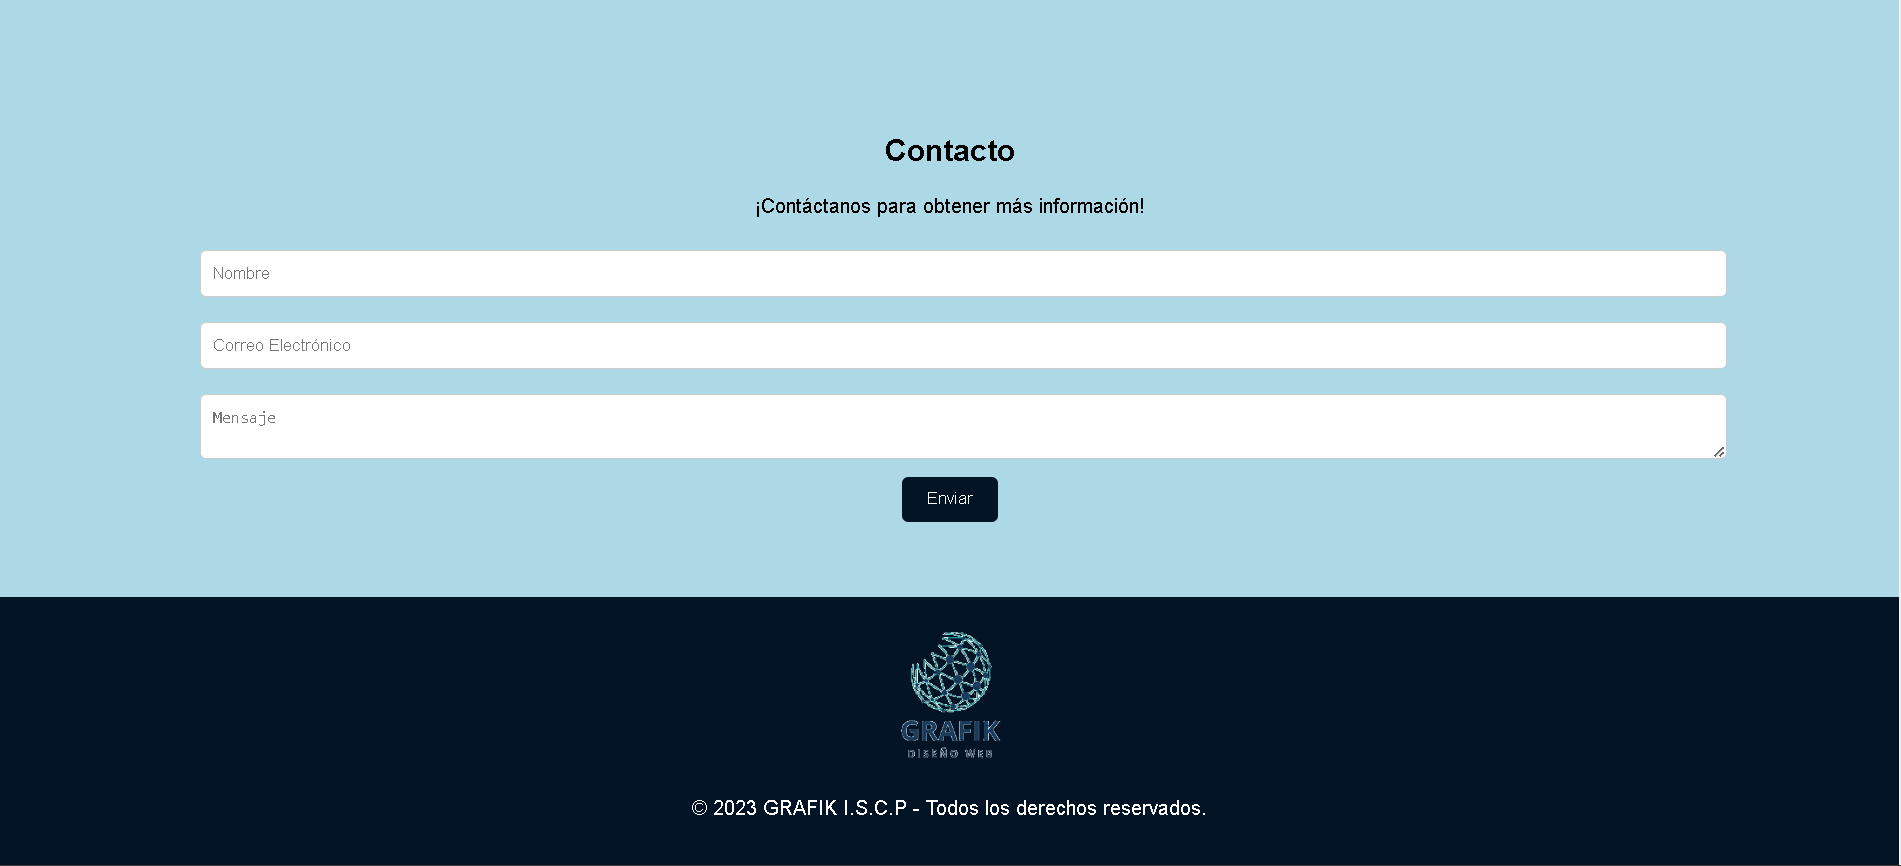 Contacto
¡Contáctanos para obtener más información!
Nombre
Correo Electrónico
Mensaje
Enviar
GRAFIK
DISEÑO WEB
© 2023 GRAFIK I.S.C.P - Todos los derechos reservados.